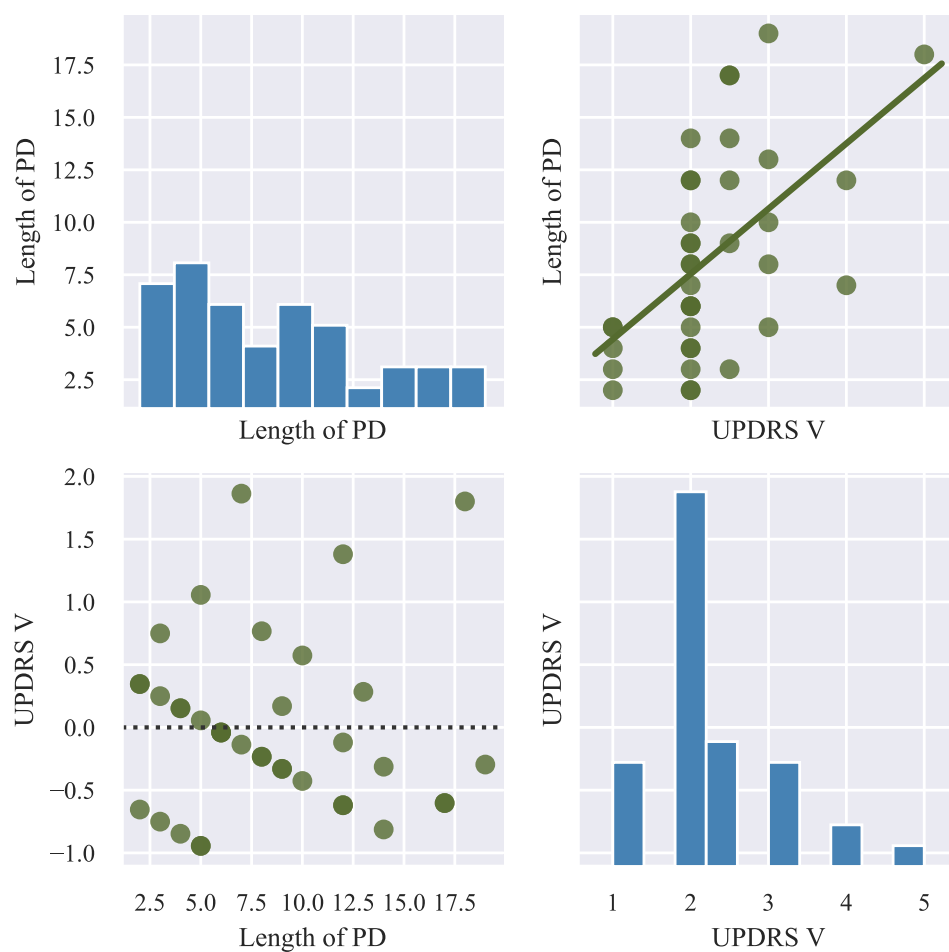 17.5
15.0
12.5
10.0
7.5
5.0
2.5
Length of PD
Length of PD
Length of PD
UPDRS V
2.0
1.5
1.0
0.5
0.0
−0.5
−1.0
UPDRS V
2.5 5.0 7.5 10.0 12.5 15.0 17.5
Length of PD
UPDRS V
1 2 3 4 5
UPDRS V